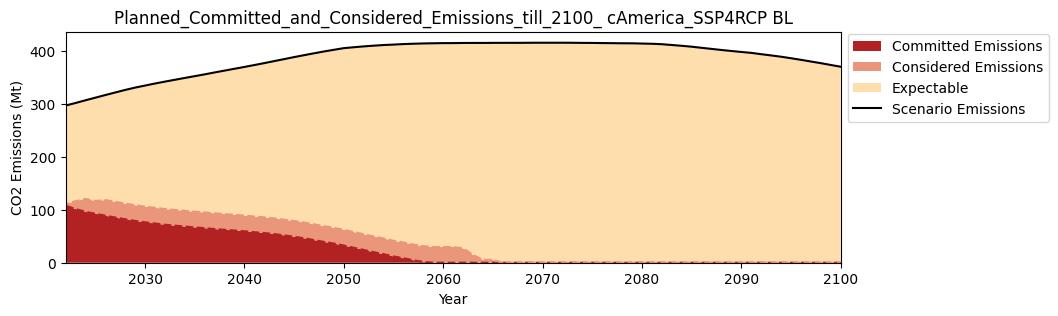 Planned_Committed_and_Considered_Emissions_till_2100_ cAmerica_SSP4RCP BL
CO2 Emissions (Mt)
400
300
200
100
0
2030 2040 2050 2060 2070 2080 2090 2100
Year
Committed Emissions
Considered Emissions
Expectable
Scenario Emissions